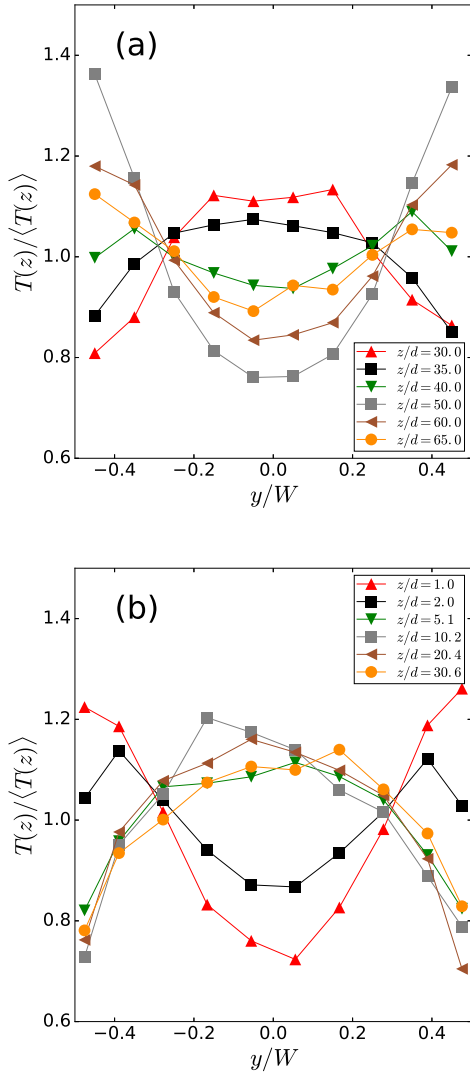 (a)
1.4
1.2
1.0
0.8
0.6
T(z)/⟨T(z)⟩
z/d=30.0
z/d=35.0
z/d=40.0
z/d=50.0
z/d=60.0
z/d=65.0
−0.4 −0.2 0.0 0.2 0.4
y/W
(b)
1.4
1.2
1.0
0.8
0.6
T(z)/⟨T(z)⟩
z/d=1.0
z/d=2.0
z/d=5.1
z/d=10.2
z/d=20.4
z/d=30.6
−0.4 −0.2 0.0 0.2 0.4
y/W